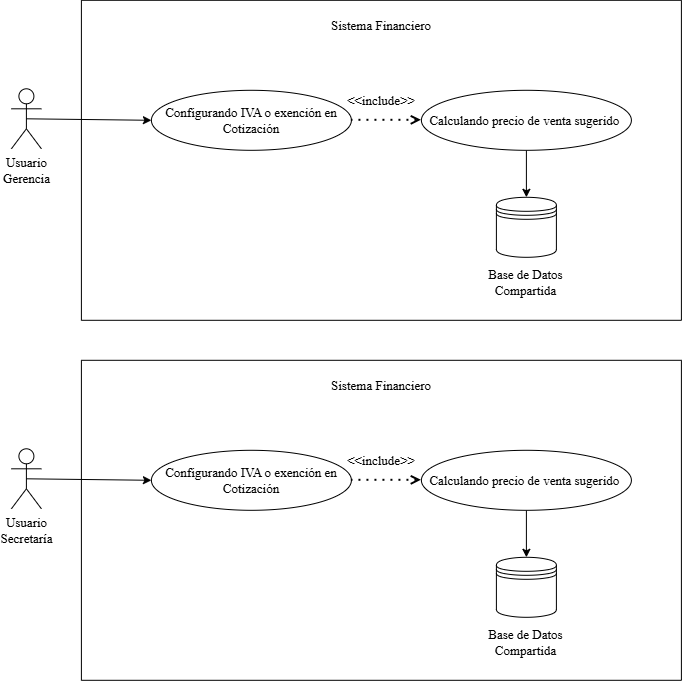 Sistema Financiero
<<include>>
Configurando IVA o exención en
Cotización
Calculando precio de venta sugerido
Usuario
Gerencia
Base de Datos
Compartida
Sistema Financiero
<<include>>
Configurando IVA o exención en
Cotización
Calculando precio de venta sugerido
Usuario
Secretaría
Base de Datos
Compartida